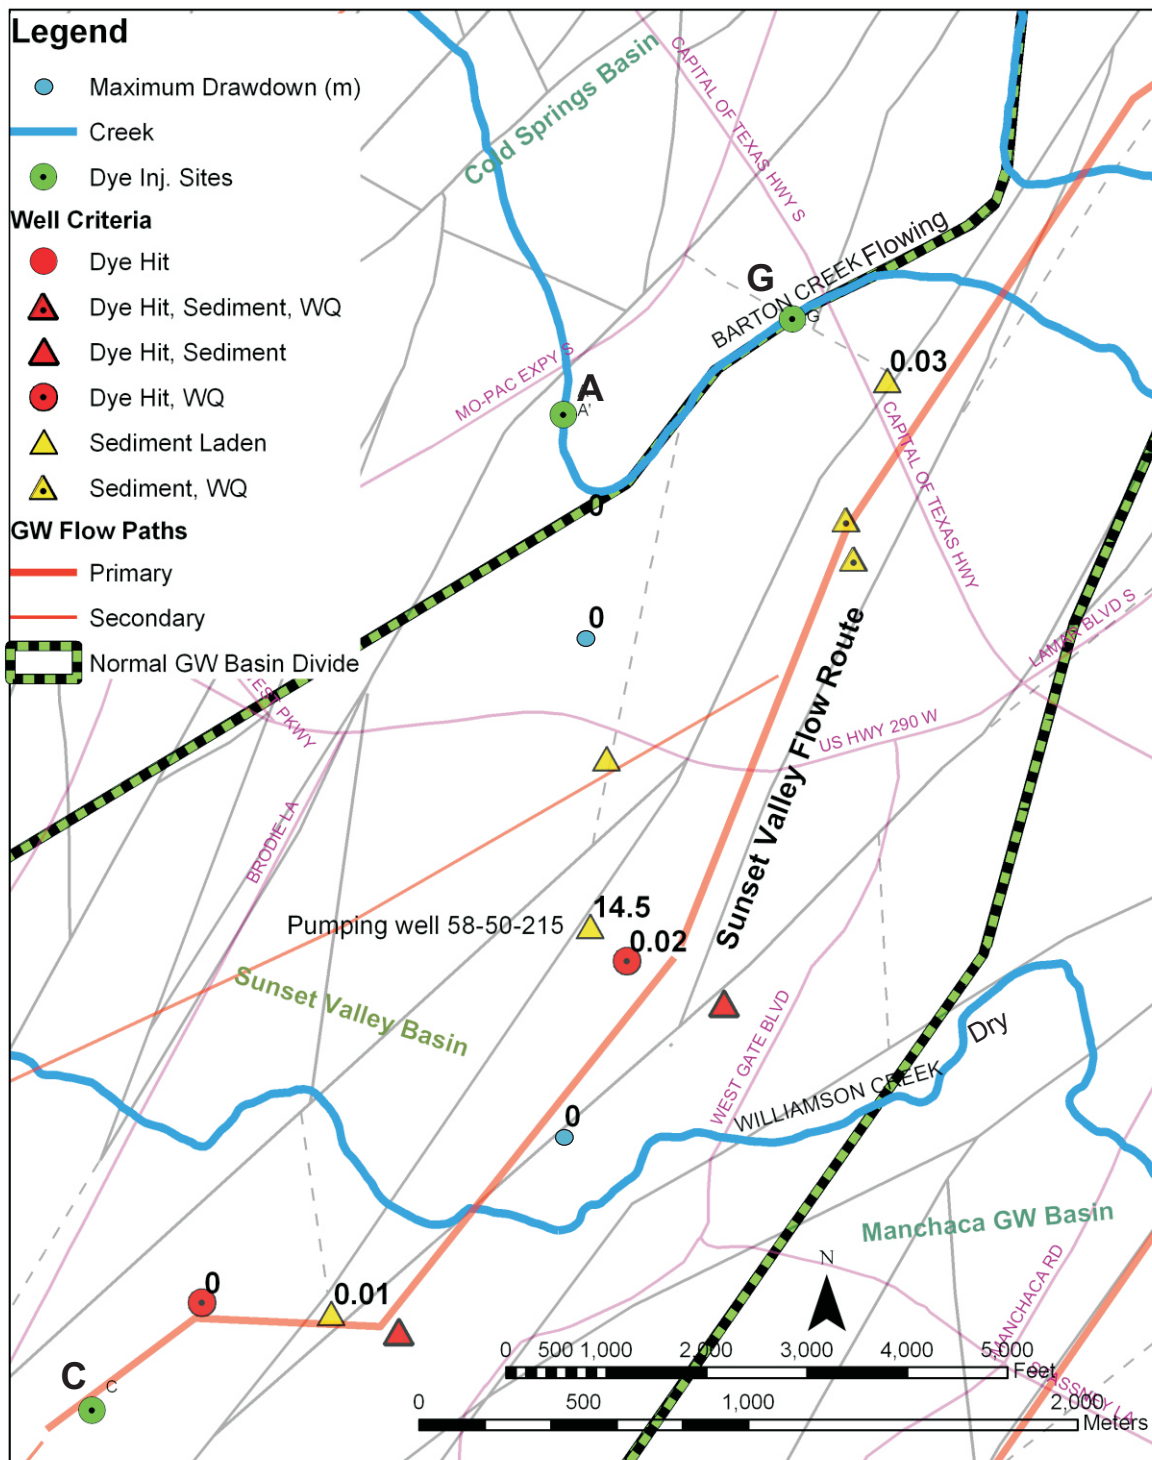 Legend
Maximum Drawdown (m)
Creek
Dye Inj. Sites
Well Criteria
Dye Hit
Dye Hit, Sediment, WQ
Dye Hit, Sediment
Dye Hit, WQ
Sediment Laden
Sediment, WQ
GW Flow Paths
Primary
Secondary
Normal GW Basin Divide
Cold Springs Basin
CAPITAL OF TEXAS HWY S
BARTON CREEK
Flowing
G
G
MO-PAC EXPY S
A
A'
0.03
CAPITAL OF TEXAS HWY
0
0
LAMAR BLVD S
Sunset Valley Flow Route
US HWY 290 W
EST PKWY
BRODIE LA
14.5
Pumping well 58-50-215
0.02
Sunset Valley Basin
WEST GATE BLVD
Dry
WILLIAMSON CREEK
0
Manchaca GW Basin
N
MANCHACA RD
0
0.01
C
C
0 500 1,000 2,000 3,000 4,000 5,000
Feet
0 500 1,000 2,000
Meters